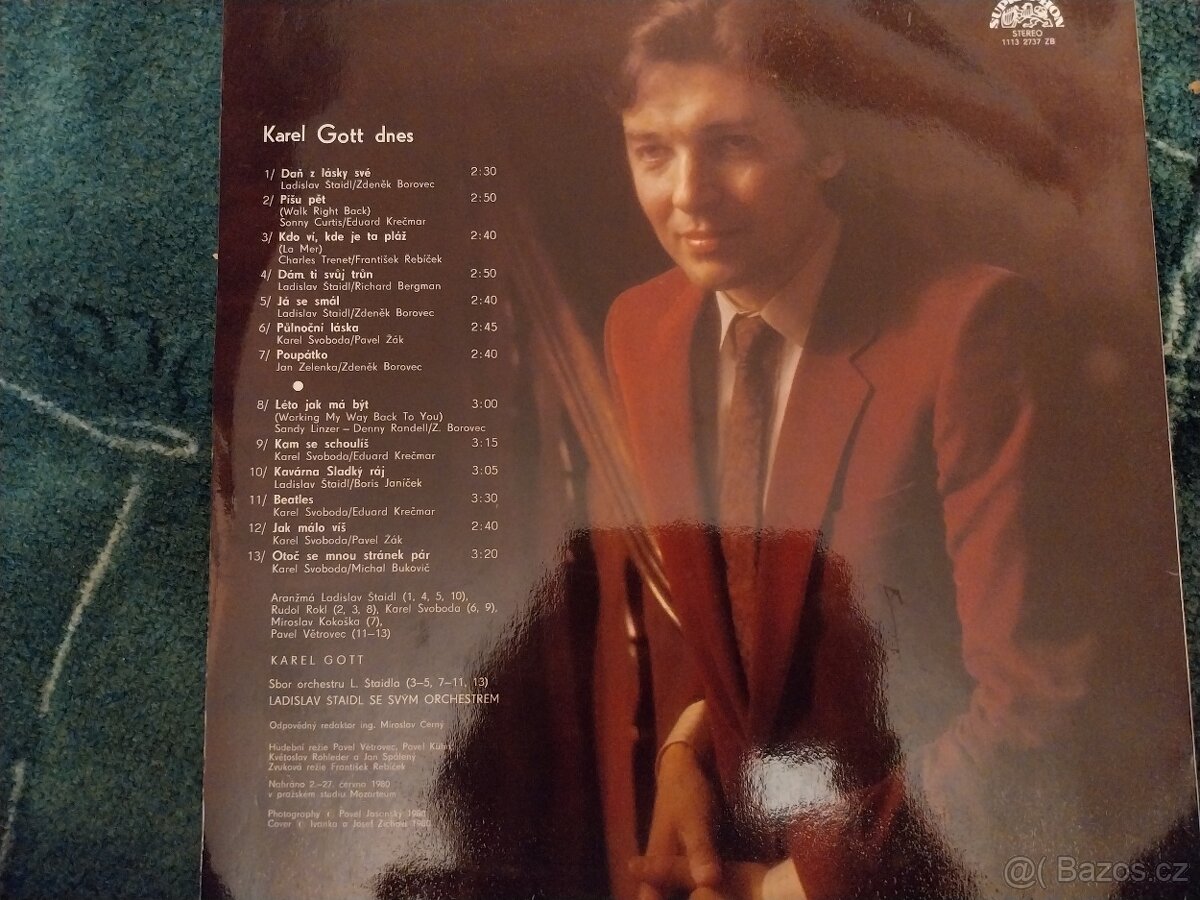 SUPRAPHON
STEREO
1113 2737 ZB
Karel Gott dnes
1/ Daň z lásky své 2:30
Ladislav Štaidl/Zdeněk Borovec
2/ Píšu pět 2:50
(Walk Right Back)
Sonny Curtis/Eduard Krečmar
3/ Kdo ví, kde je ta pláž 2:40
(La Mer)
Charles Trenet/František Řebíček
4/ Dám ti svůj trůn 2:50
Ladislav Štaidl/Richard Bergman
5/ Já se smál 2:40
Ladislav Štaidl/Zdeněk Borovec
6/ Půlnoční láska 2:45
Karel Svoboda/Pavel Žák
7/ Poupátko 2:40
Jan Zelenka/Zdeněk Borovec
8/ Léto jak má být 3:00
(Working My Way Back To You)
Sandy Linzer – Denny Randell/Z. Borovec
9/ Kam se schoulíš 3:15
Karel Svoboda/Eduard Krečmar
10/ Kavárna Sladký ráj 3:05
Ladislav Štaidl/Boris Janíček
11/ Beatles 3:30
Karel Svoboda/Eduard Krečmar
12/ Jak málo víš 2:40
Karel Svoboda/Pavel Žák
13/ Otoč se mnou stránek pár 3:20
Karel Svoboda/Michal Bukovič
Aranžmá Ladislav Štaidl (1, 4, 5, 10),
Rudol Rokl (2, 3, 8), Karel Svoboda (6, 9),
Miroslav Kokoška (7),
Pavel Větrovec (11–13)
KAREL GOTT
Sbor orchestru L. Štaidla (3–5, 7–11, 13)
LADISLAV ŠTAIDL SE SVÝM ORCHESTREM
Odpovědný redaktor ing. Miroslav Černý
Hudební režie Pavel Větrovec, Pavel Kühn,
Květoslav Rohleder a Jan Spálený
Zvuková režie František Řebíček
Nahráno 2.–27. června 1980
v pražském studiu Mozarteum
Photography © Pavel Jasanský 1980
Cover © Ivanka a Josef Zichovi 1980
@( Bazoš.cz